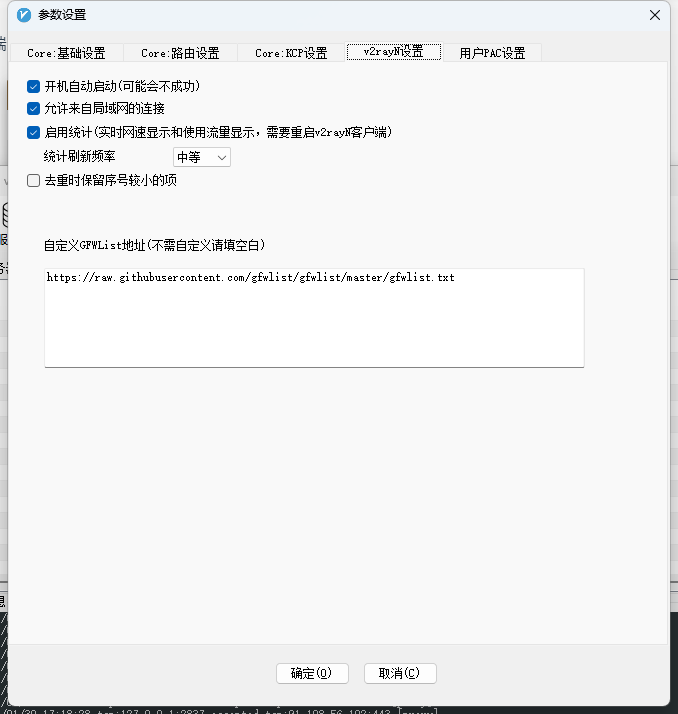 参数设置
Core:基础设置 Core:路由设置 Core:KCP设置 v2rayN设置 用户PAC设置
开机自动启动(可能会不成功)
允许来自局域网的连接
启用统计(实时网速显示和使用流量显示，需要重启v2rayN客户端)
统计刷新频率 中等
去重时保留序号较小的项
自定义GFWList地址(不需自定义请填空白)
https://raw.githubusercontent.com/gfwlist/gfwlist/master/gfwlist.txt
确定(O) 取消(C)